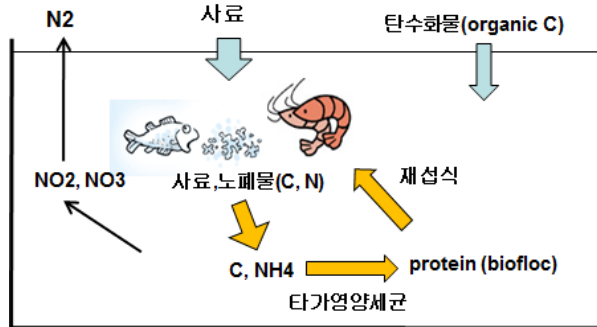 N2
사료
탄수화물(organic C)
NO2, NO3
사료,노폐물(C, N)
재섭식
C, NH4
protein (biofloc)
타가영양세균